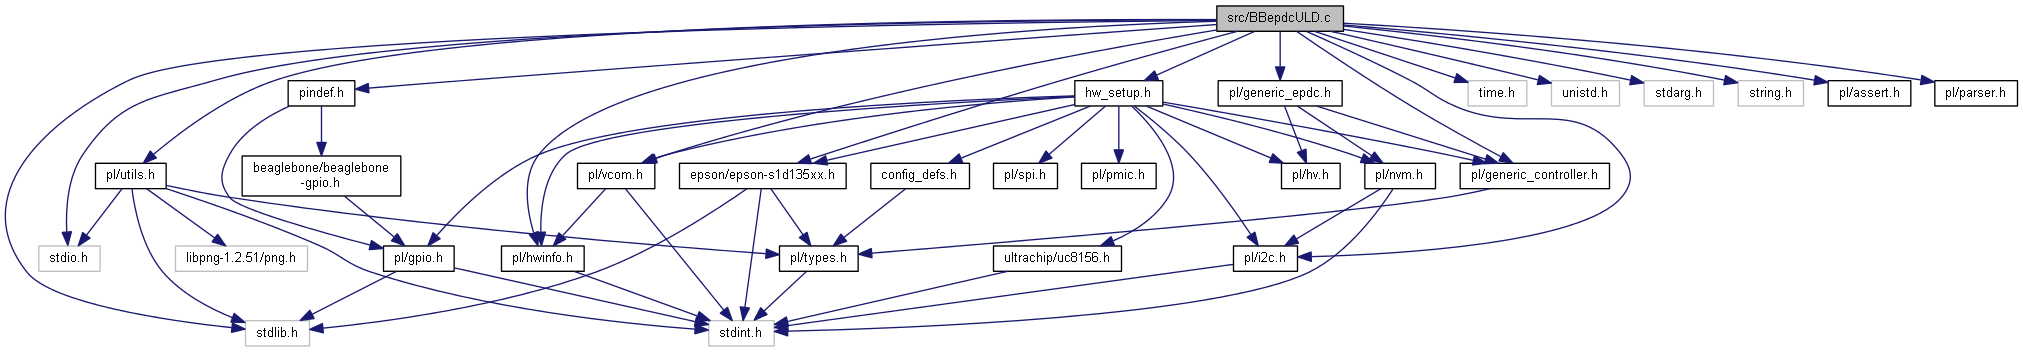 src/BBepdcULD.c
pindef.h
hw_setup.h
pl/generic_epdc.h
time.h
unistd.h
stdarg.h
string.h
pl/assert.h
pl/parser.h
beaglebone/beaglebone
-gpio.h
pl/utils.h
pl/vcom.h
epson/epson-s1d135xx.h
config_defs.h
pl/spi.h
pl/pmic.h
pl/hv.h
pl/nvm.h
pl/generic_controller.h
stdio.h
libpng-1.2.51/png.h
pl/gpio.h
pl/hwinfo.h
pl/types.h
ultrachip/uc8156.h
pl/i2c.h
stdlib.h
stdint.h